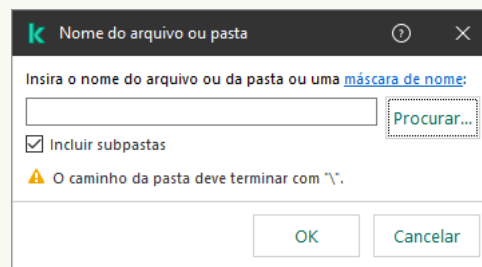 Nome do arquivo ou pasta
Insira o nome do arquivo ou da pasta ou uma máscara de nome:
Procurar...
Incluir subpastas
O caminho da pasta deve terminar com "\".
OK
Cancelar